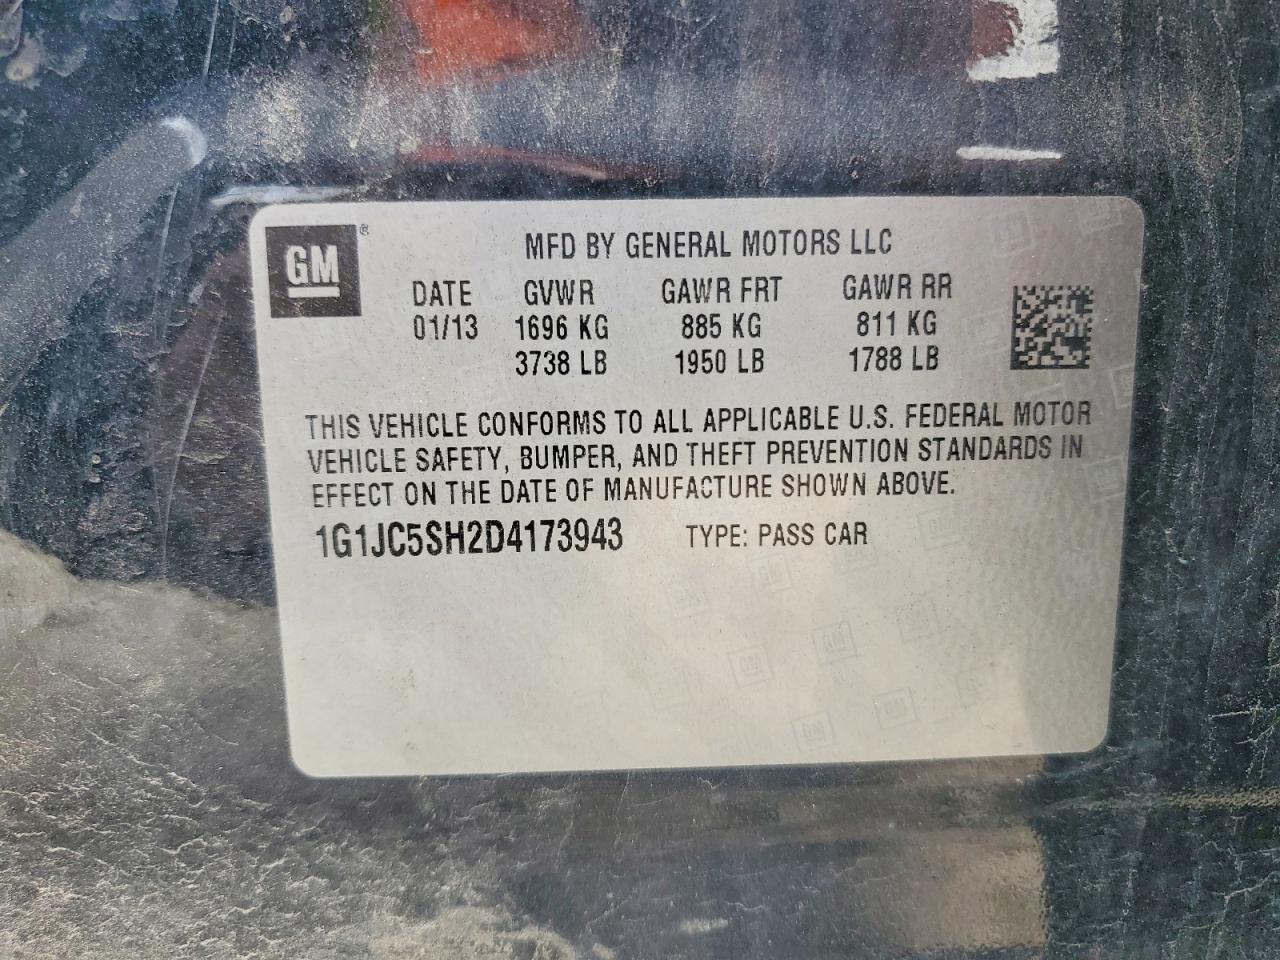 GM®
MFD BY GENERAL MOTORS LLC
DATE GVWR GAWR FRT GAWR RR
01/13 1696 KG 885 KG 811 KG
3738 LB 1950 LB 1788 LB
THIS VEHICLE CONFORMS TO ALL APPLICABLE U.S. FEDERAL MOTOR
VEHICLE SAFETY, BUMPER, AND THEFT PREVENTION STANDARDS IN
EFFECT ON THE DATE OF MANUFACTURE SHOWN ABOVE.
1G1JC5SH2D4173943 TYPE: PASS CAR